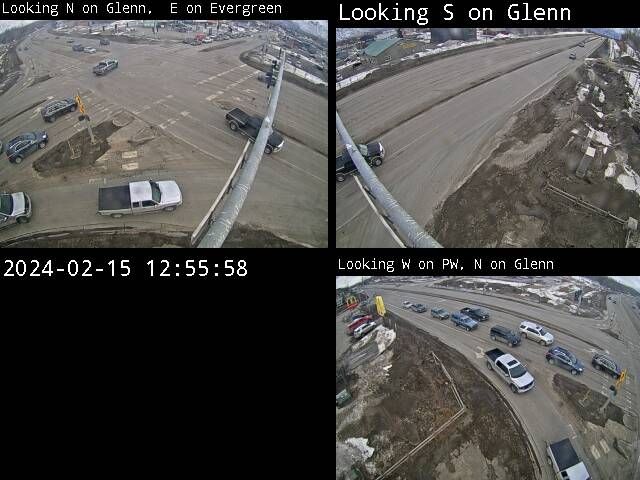 Looking N on Glenn,  E on Evergreen
Looking S on Glenn
2024-02-15 12:55:58
Looking W on PW, N on Glenn